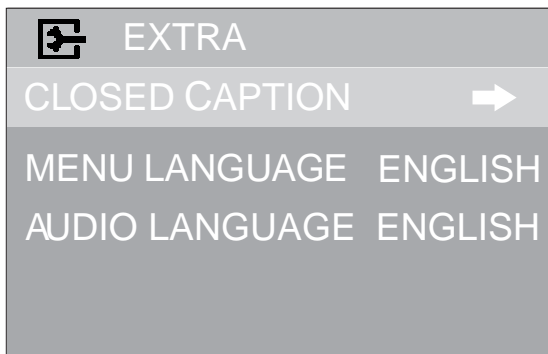 EXTRA
CLOSED CAPTION
MENU LANGUAGE ENGLISH
AUDIO LANGUAGE ENGLISH